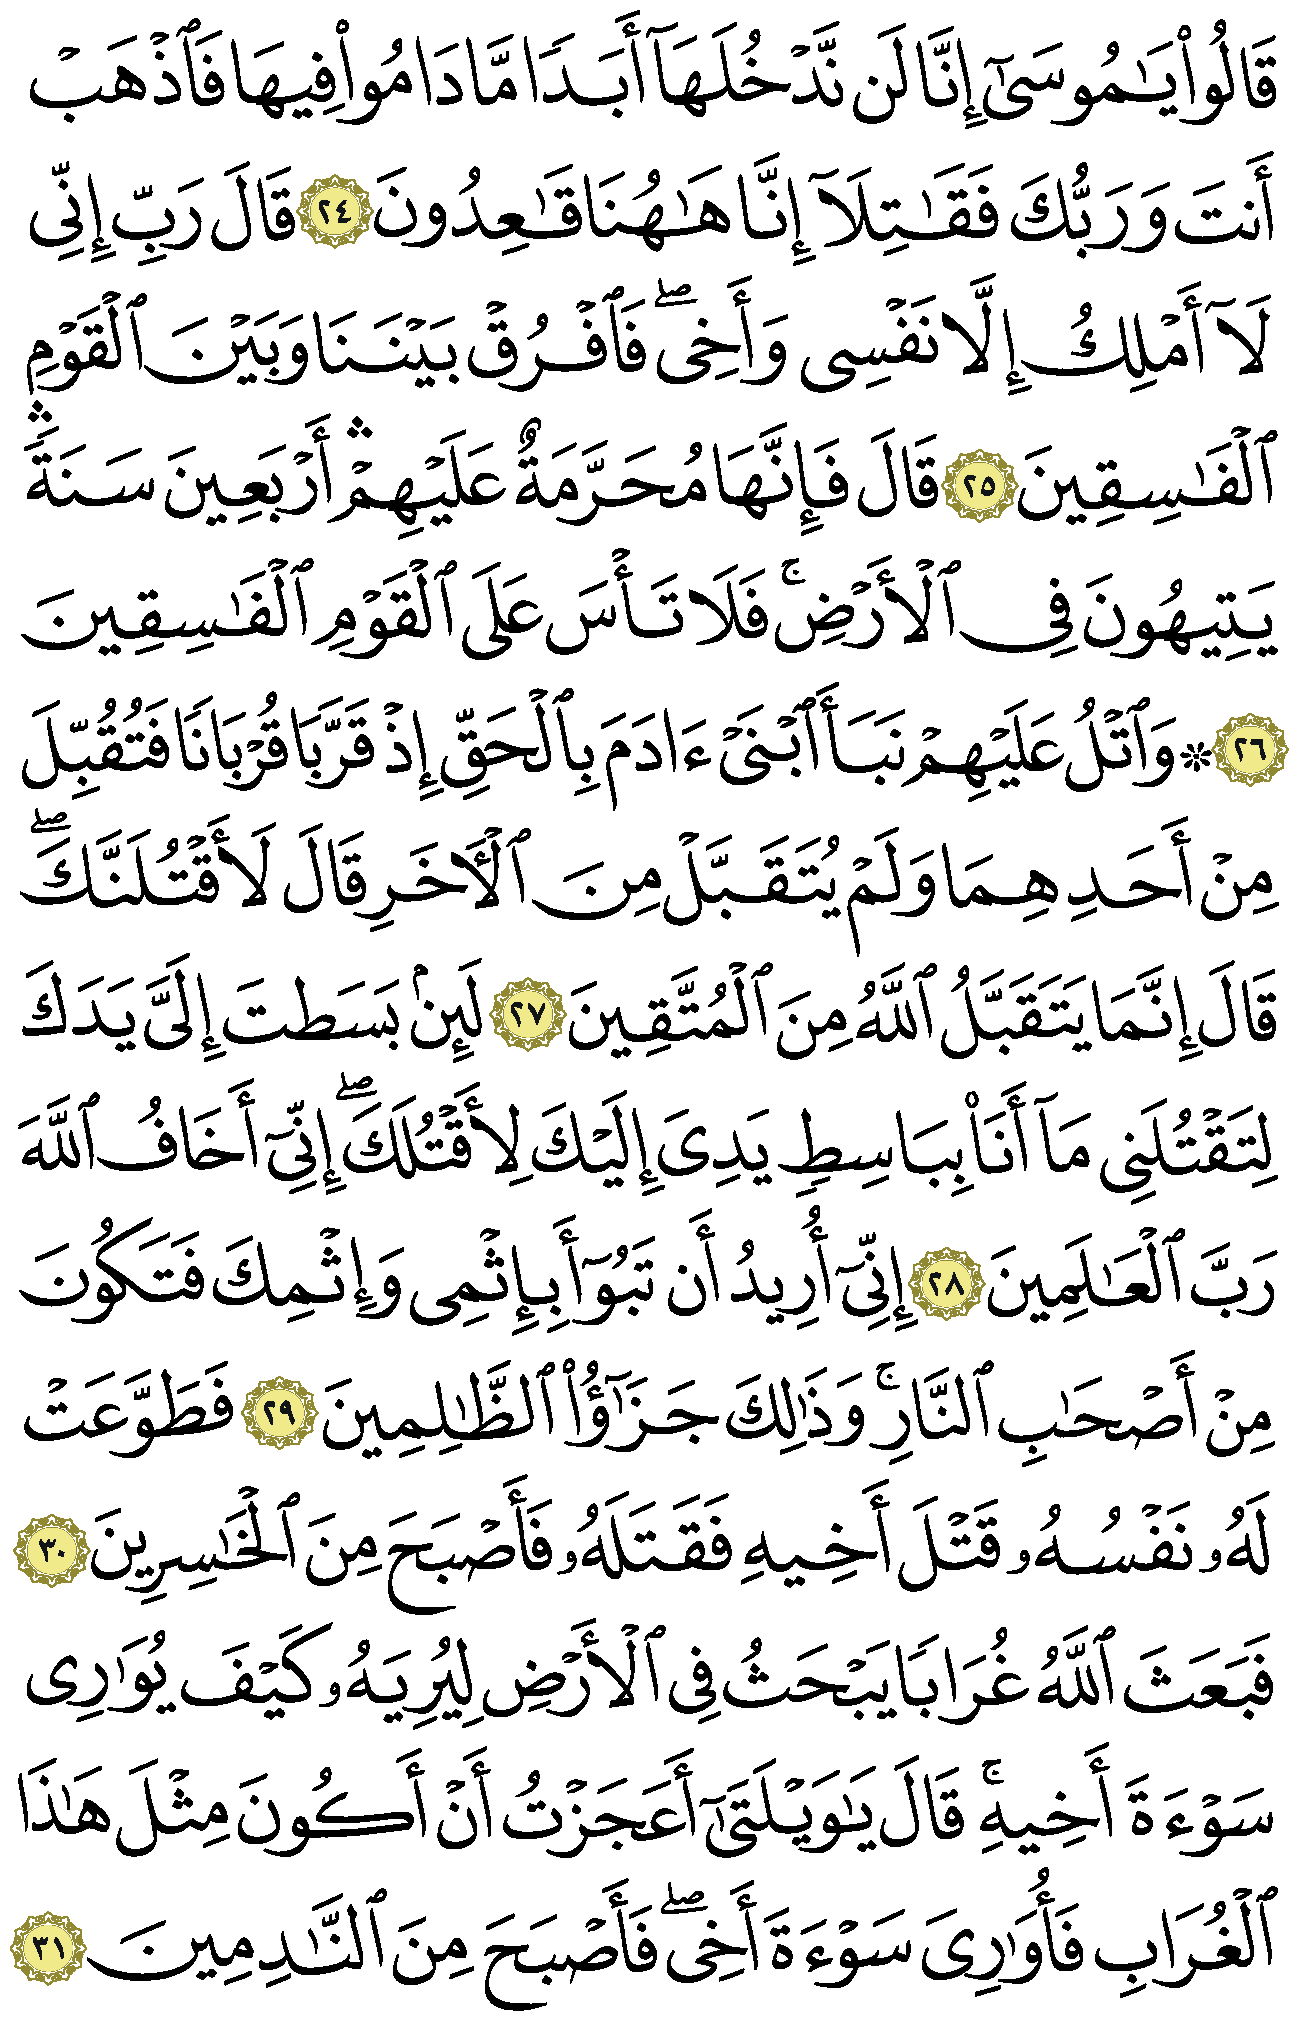 قَالُوا۟ يَـٰمُوسَىٰٓ إِنَّا لَن نَّدْخُلَهَآ أَبَدًا مَّا دَامُوا۟ فِيهَا فَٱذْهَبْ
أَنتَ وَرَبُّكَ فَقَـٰتِلَآ إِنَّا هَـٰهُنَا قَـٰعِدُونَ ٢٤ قَالَ رَبِّ إِنِّى
لَآ أَمْلِكُ إِلَّا نَفْسِى وَأَخِى ۖ فَٱفْرُقْ بَيْنَنَا وَبَيْنَ ٱلْقَوْمِ
ٱلْفَـٰسِقِينَ ٢٥ قَالَ فَإِنَّهَا مُحَرَّمَةٌ عَلَيْهِمْ ۛ أَرْبَعِينَ سَنَةً ۛ
يَتِيهُونَ فِى ٱلْأَرْضِ ۚ فَلَا تَأْسَ عَلَى ٱلْقَوْمِ ٱلْفَـٰسِقِينَ
٢٦ ۞ وَٱتْلُ عَلَيْهِمْ نَبَأَ ٱبْنَىْ ءَادَمَ بِٱلْحَقِّ إِذْ قَرَّبَا قُرْبَانًا فَتُقُبِّلَ
مِنْ أَحَدِهِمَا وَلَمْ يُتَقَبَّلْ مِنَ ٱلْـَٔاخَرِ قَالَ لَأَقْتُلَنَّكَ ۖ
قَالَ إِنَّمَا يَتَقَبَّلُ ٱللَّهُ مِنَ ٱلْمُتَّقِينَ ٢٧ لَئِنۢ بَسَطتَ إِلَىَّ يَدَكَ
لِتَقْتُلَنِى مَآ أَنَا۠ بِبَاسِطٍ يَدِىَ إِلَيْكَ لِأَقْتُلَكَ ۖ إِنِّىٓ أَخَافُ ٱللَّهَ
رَبَّ ٱلْعَـٰلَمِينَ ٢٨ إِنِّىٓ أُرِيدُ أَن تَبُوٓأَ بِإِثْمِى وَإِثْمِكَ فَتَكُونَ
مِنْ أَصْحَـٰبِ ٱلنَّارِ ۚ وَذَٰلِكَ جَزَٰٓؤُا۟ ٱلظَّـٰلِمِينَ ٢٩ فَطَوَّعَتْ
لَهُۥ نَفْسُهُۥ قَتْلَ أَخِيهِ فَقَتَلَهُۥ فَأَصْبَحَ مِنَ ٱلْخَـٰسِرِينَ ٣٠
فَبَعَثَ ٱللَّهُ غُرَابًا يَبْحَثُ فِى ٱلْأَرْضِ لِيُرِيَهُۥ كَيْفَ يُوَٰرِى
سَوْءَةَ أَخِيهِ ۚ قَالَ يَـٰوَيْلَتَىٰٓ أَعَجَزْتُ أَنْ أَكُونَ مِثْلَ هَـٰذَا
ٱلْغُرَابِ فَأُوَٰرِىَ سَوْءَةَ أَخِى ۖ فَأَصْبَحَ مِنَ ٱلنَّـٰدِمِينَ ٣١